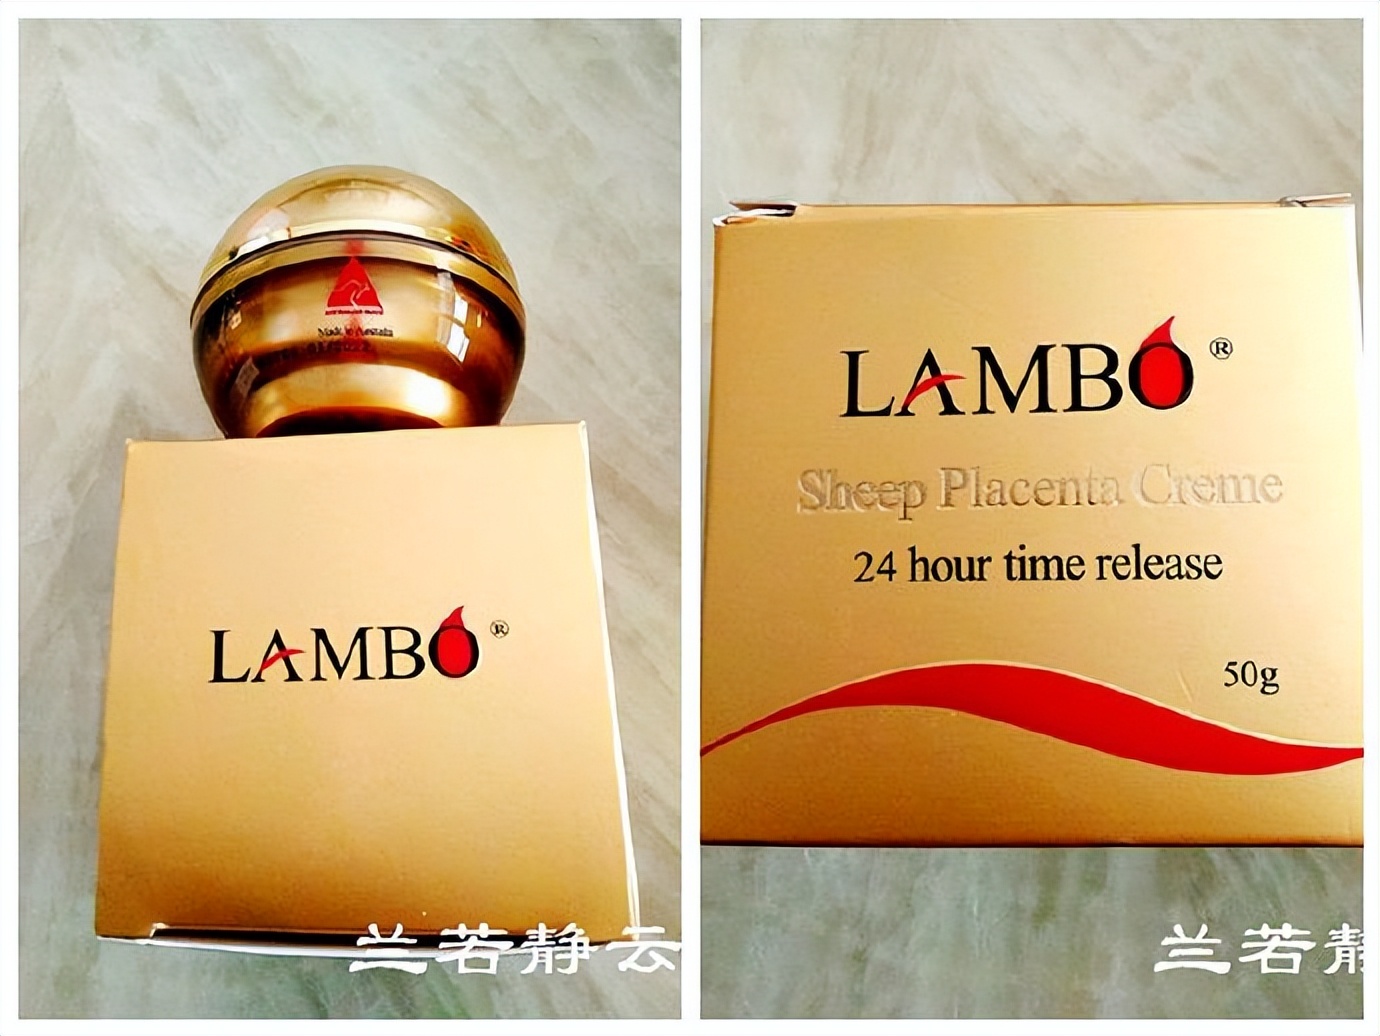 Made in Australia
LAMBO®
兰若静云
LAMBO®
Sheep Placenta Creme
24 hour time release
50g
兰若静